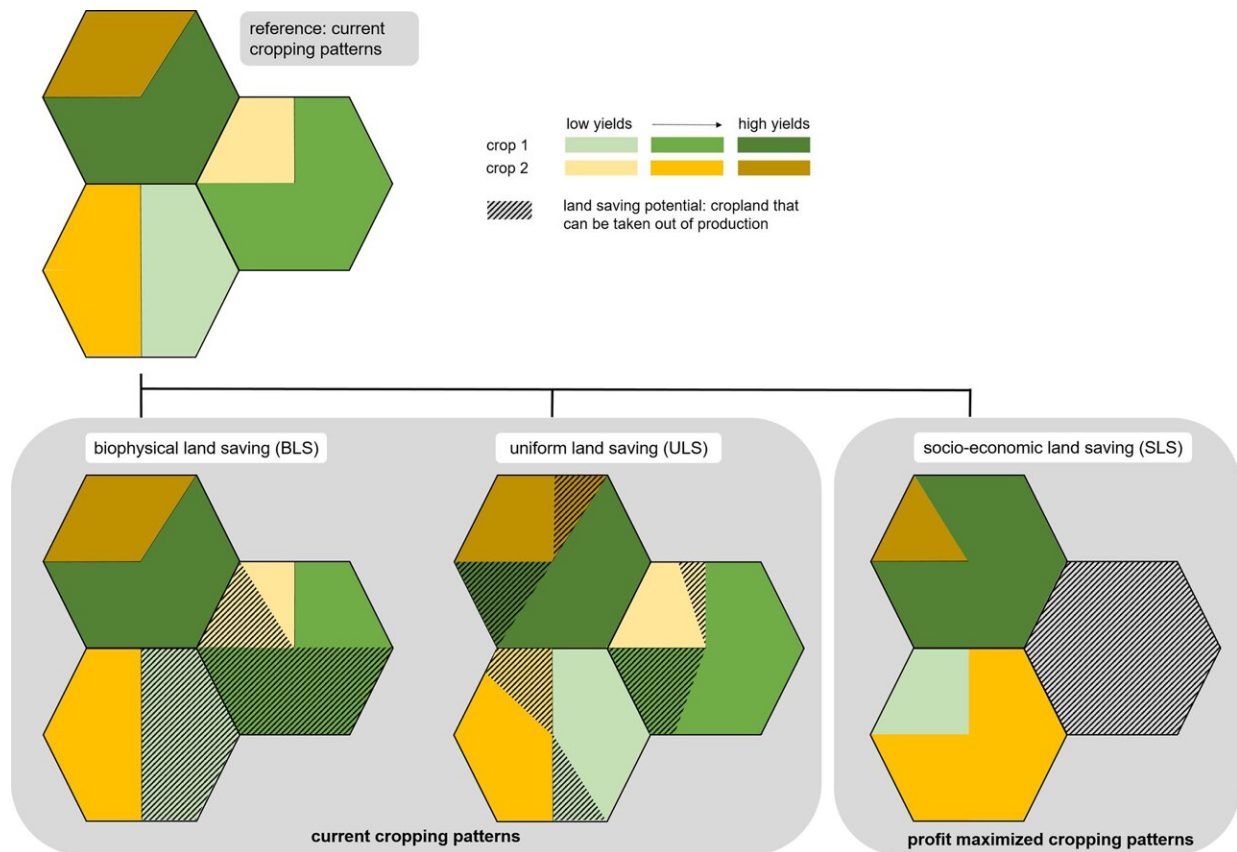 reference: current
cropping patterns
low yields
high yields
crop 1
crop 2
land saving potential: cropland that
can be taken out of production
biophysical land saving (BLS)
uniform land saving (ULS)
socio-economic land saving (SLS)
current cropping patterns
profit maximized cropping patterns